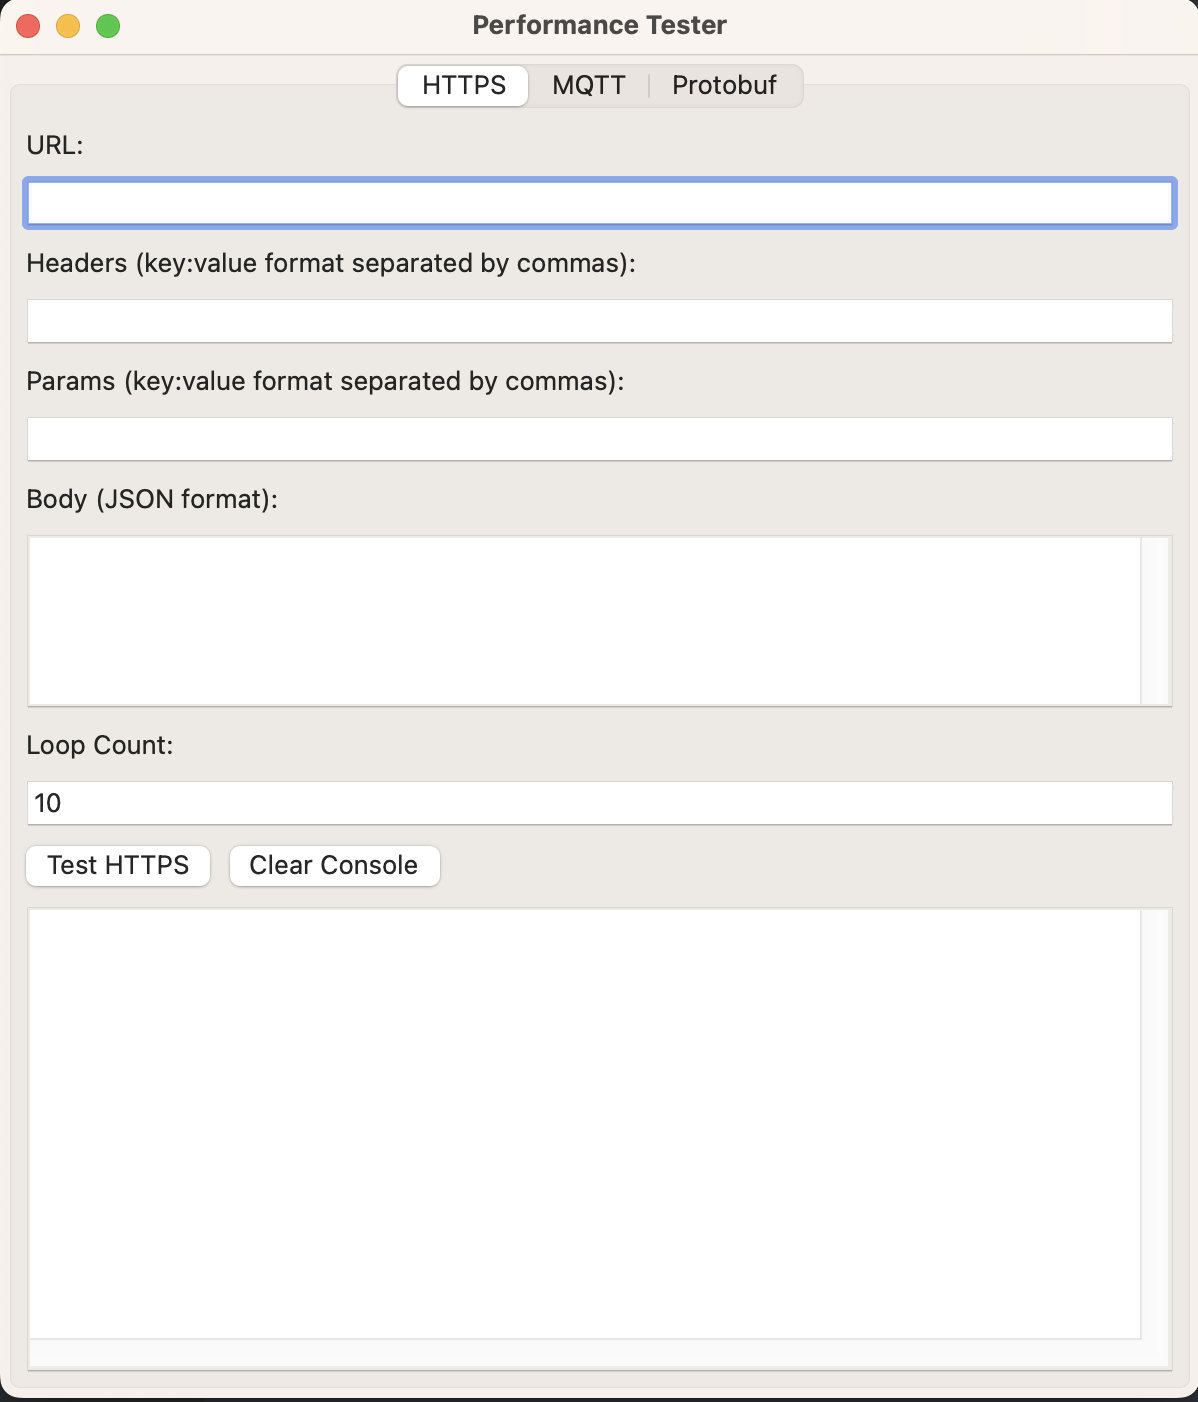 Performance Tester
HTTPS MQTT Protobuf
URL:
Headers (key:value format separated by commas):
Params (key:value format separated by commas):
Body (JSON format):
Loop Count:
10
Test HTTPS Clear Console